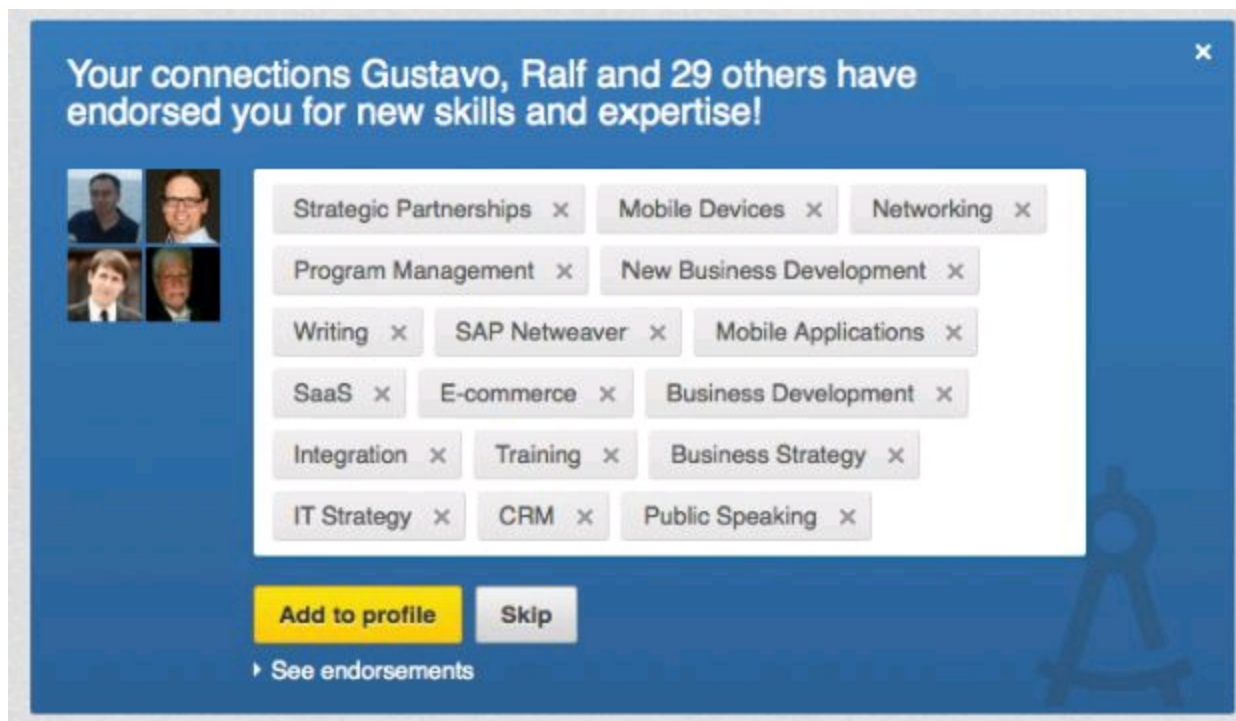 Your connections Gustavo, Ralf and 29 others have
endorsed you for new skills and expertise!
×
Strategic Partnerships × Mobile Devices × Networking ×
Program Management × New Business Development ×
Writing × SAP Netweaver × Mobile Applications ×
SaaS × E-commerce × Business Development ×
Integration × Training × Business Strategy ×
IT Strategy × CRM × Public Speaking ×
Add to profile Skip
See endorsements